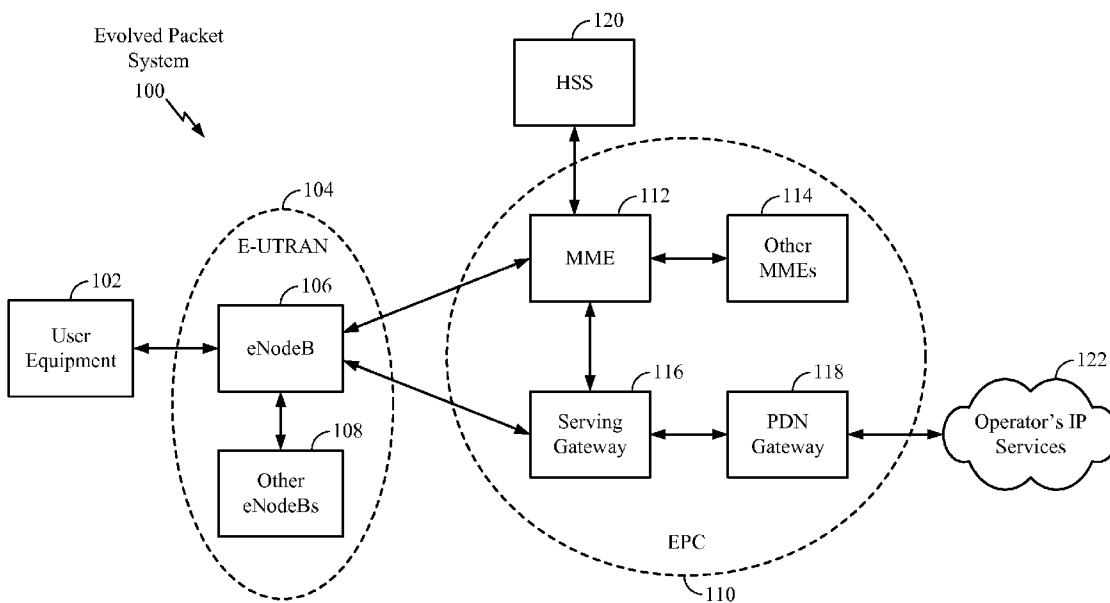 Evolved Packet
System
100
120
HSS
104
E-UTRAN
112
MME
114
Other
MMEs
102
User
Equipment
106
eNodeB
116
Serving
Gateway
118
PDN
Gateway
122
Operator’s IP
Services
108
Other
eNodeBs
EPC
110